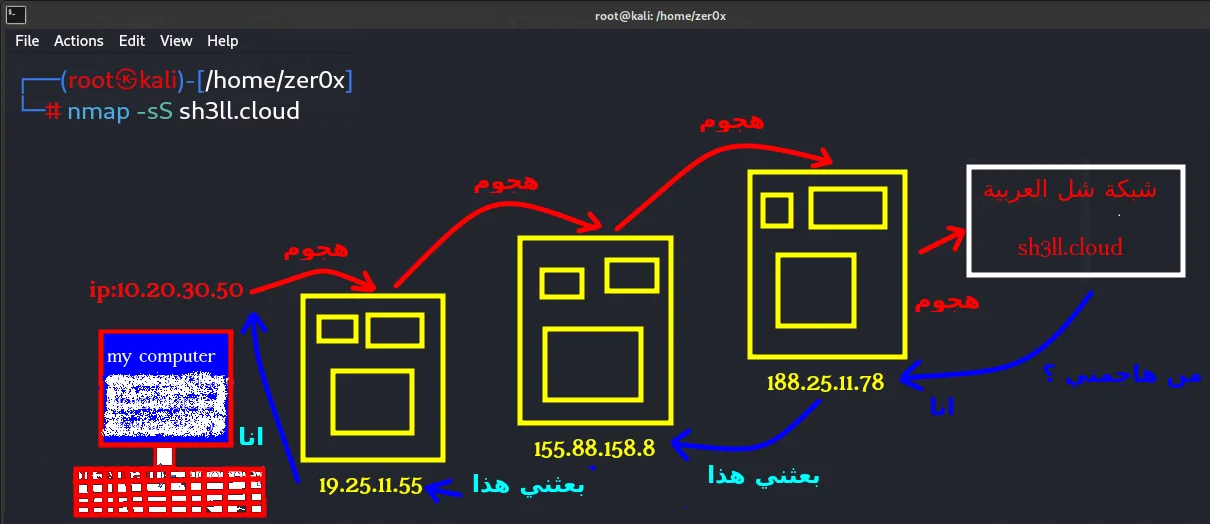 root@kali: /home/zer0x
File Actions Edit View Help
(root㉿kali)-[/home/zer0x]
# nmap -sS sh3ll.cloud
هجوم
هجوم
هجوم
شبكة شل العربية
sh3ll.cloud
ip:10.20.30.50
هجوم
my computer
من هاجمني ؟
188.25.11.78
انا
انا
155.88.158.8
بعثني هذا
بعثني هذا
19.25.11.55